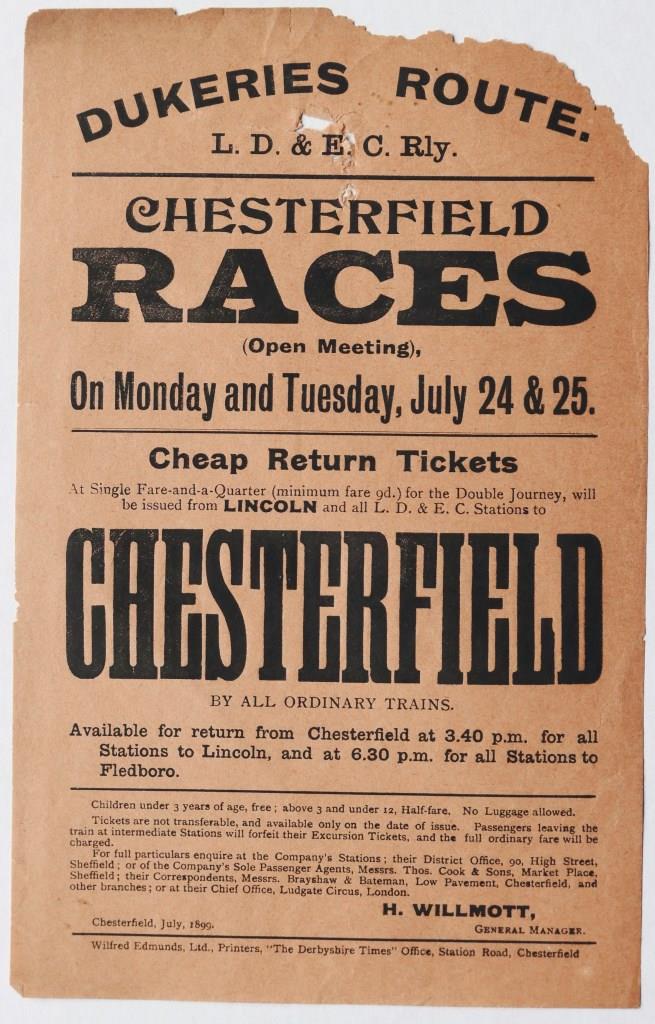 DUKERIES ROUTE.
L. D. & E. C. Rly.
CHESTERFIELD
RACES
(Open Meeting),
On Monday and Tuesday, July 24 & 25.
Cheap Return Tickets
At Single Fare-and-a-Quarter (minimum fare 9d.) for the Double Journey, will
be issued from LINCOLN and all L. D. & E. C. Stations to
CHESTERFIELD
BY ALL ORDINARY TRAINS.
Available for return from Chesterfield at 3.40 p.m. for all
Stations to Lincoln, and at 6.30 p.m. for all Stations to
Fledboro.
Children under 3 years of age, free; above 3 and under 12, Half-fare. No Luggage allowed.
Tickets are not transferable, and available only on the date of issue. Passengers leaving the
train at intermediate Stations will forfeit their Excursion Tickets, and the full ordinary fare will be
charged.
For full particulars enquire at the Company's Stations; their District Office, 90, High Street,
Sheffield; or of the Company's Sole Passenger Agents, Messrs. Thos. Cook & Sons, Market Place,
Sheffield; their Correspondents, Messrs. Brayshaw & Bateman, Low Pavement, Chesterfield, and
other branches; or at their Chief Office, Ludgate Circus, London.
H. WILLMOTT,
GENERAL MANAGER.
Chesterfield, July, 1899.
Wilfred Edmunds, Ltd., Printers, "The Derbyshire Times" Office, Station Road, Chesterfield